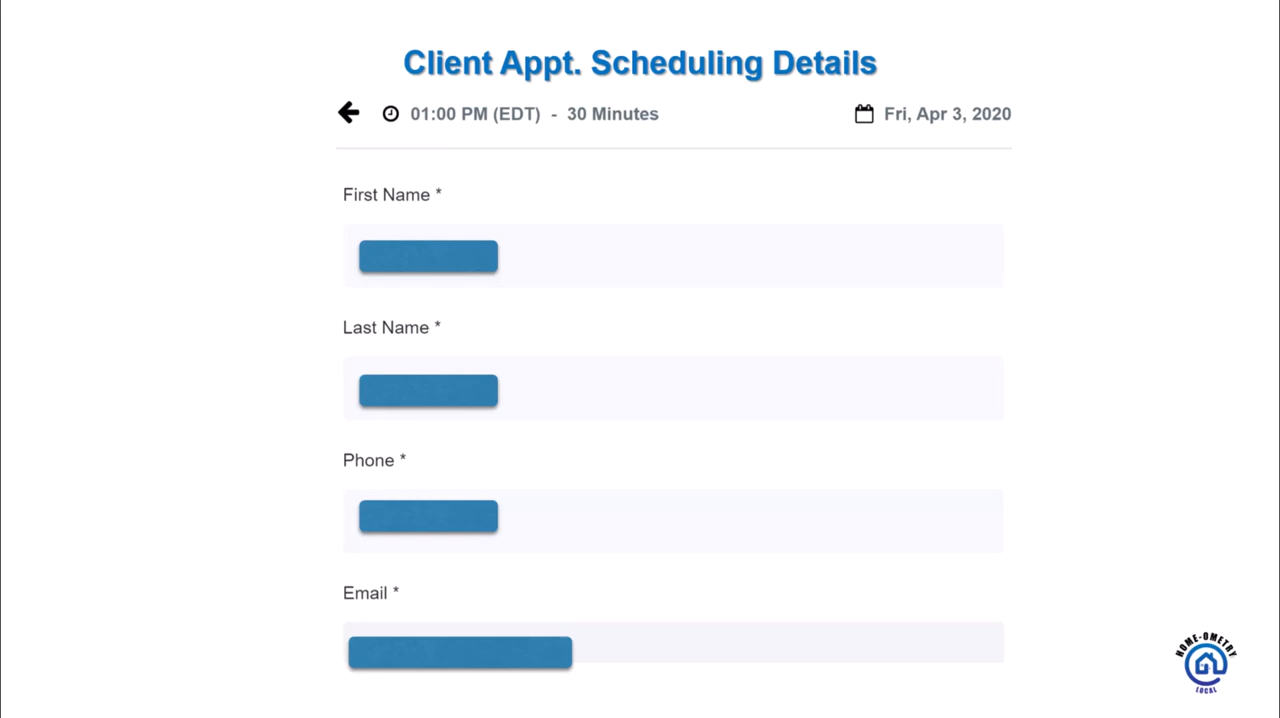 Client Appt. Scheduling Details
01:00 PM (EDT) - 30 Minutes
Fri, Apr 3, 2020
First Name *
Last Name *
Phone *
Email *
HOME-OMETRY
LOCAL